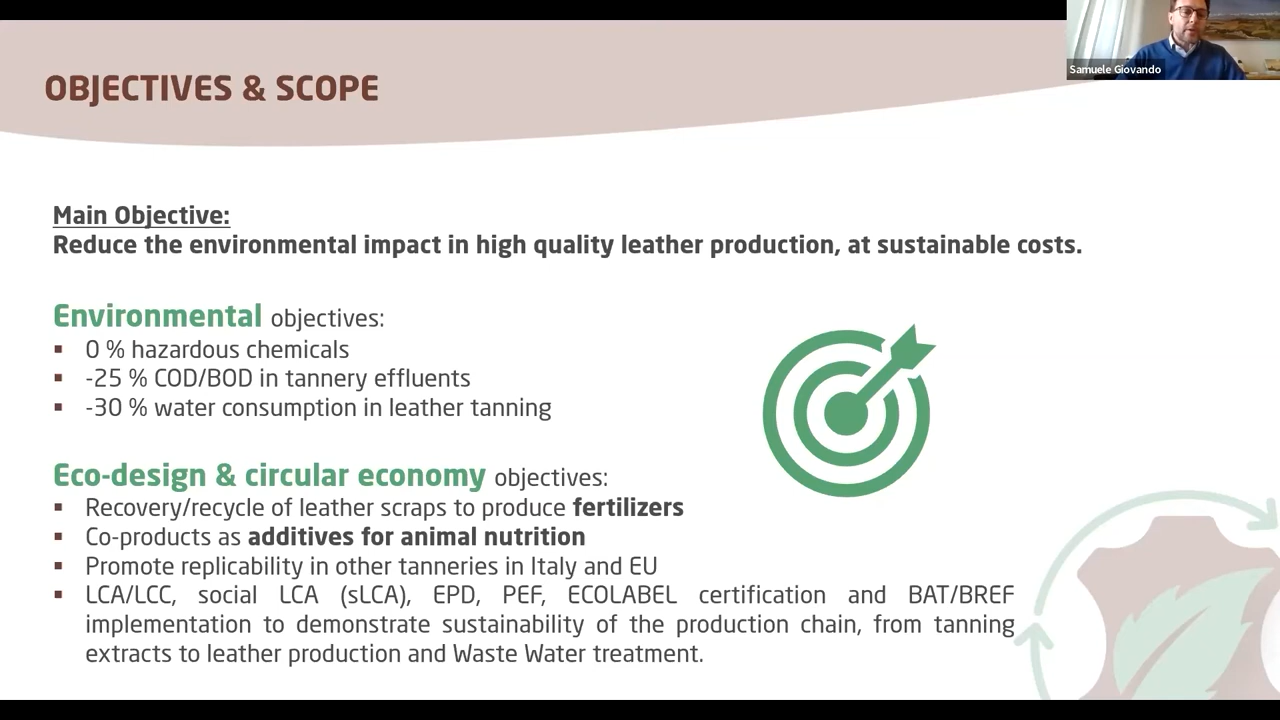 Samuele Giovando
OBJECTIVES & SCOPE
Main Objective:
Reduce the environmental impact in high quality leather production, at sustainable costs.
Environmental objectives:
▪ 0 % hazardous chemicals
▪ -25 % COD/BOD in tannery effluents
▪ -30 % water consumption in leather tanning
Eco-design & circular economy objectives:
▪ Recovery/recycle of leather scraps to produce fertilizers
▪ Co-products as additives for animal nutrition
▪ Promote replicability in other tanneries in Italy and EU
▪ LCA/LCC, social LCA (sLCA), EPD, PEF, ECOLABEL certification and BAT/BREF
implementation to demonstrate sustainability of the production chain, from tanning
extracts to leather production and Waste Water treatment.